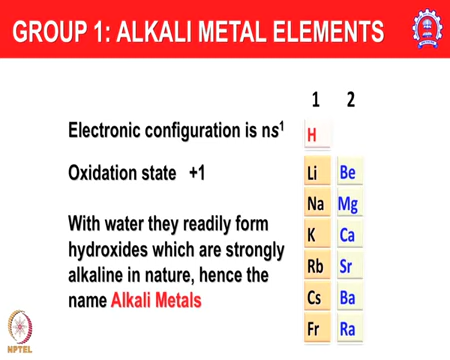 GROUP 1: ALKALI METAL ELEMENTS
1 2
Electronic configuration is ns¹
H
Oxidation state +1
Li Be
Na Mg
With water they readily form
hydroxides which are strongly
alkaline in nature, hence the
name Alkali Metals
K Ca
Rb Sr
Cs Ba
Fr Ra
NPTEL